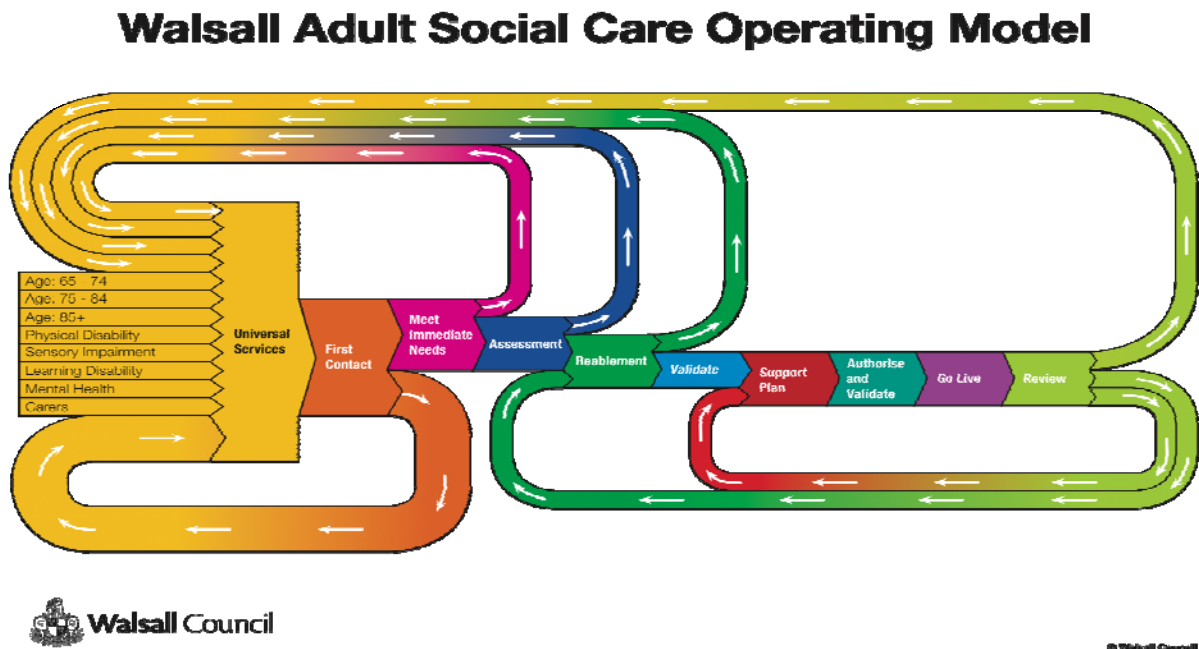 Walsall Adult Social Care Operating Model
Age: 65 - 74
Age: 75 - 84
Age: 85+
Physical Disability
Sensory Impairment
Learning Disability
Mental Health
Carers
Universal
Services
First
Contact
Meet
Immediate
Needs
Assessment
Reablement
Validate
Support
Plan
Authorise
and
Validate
Go Live
Review
Walsall Council
© Walsall Council